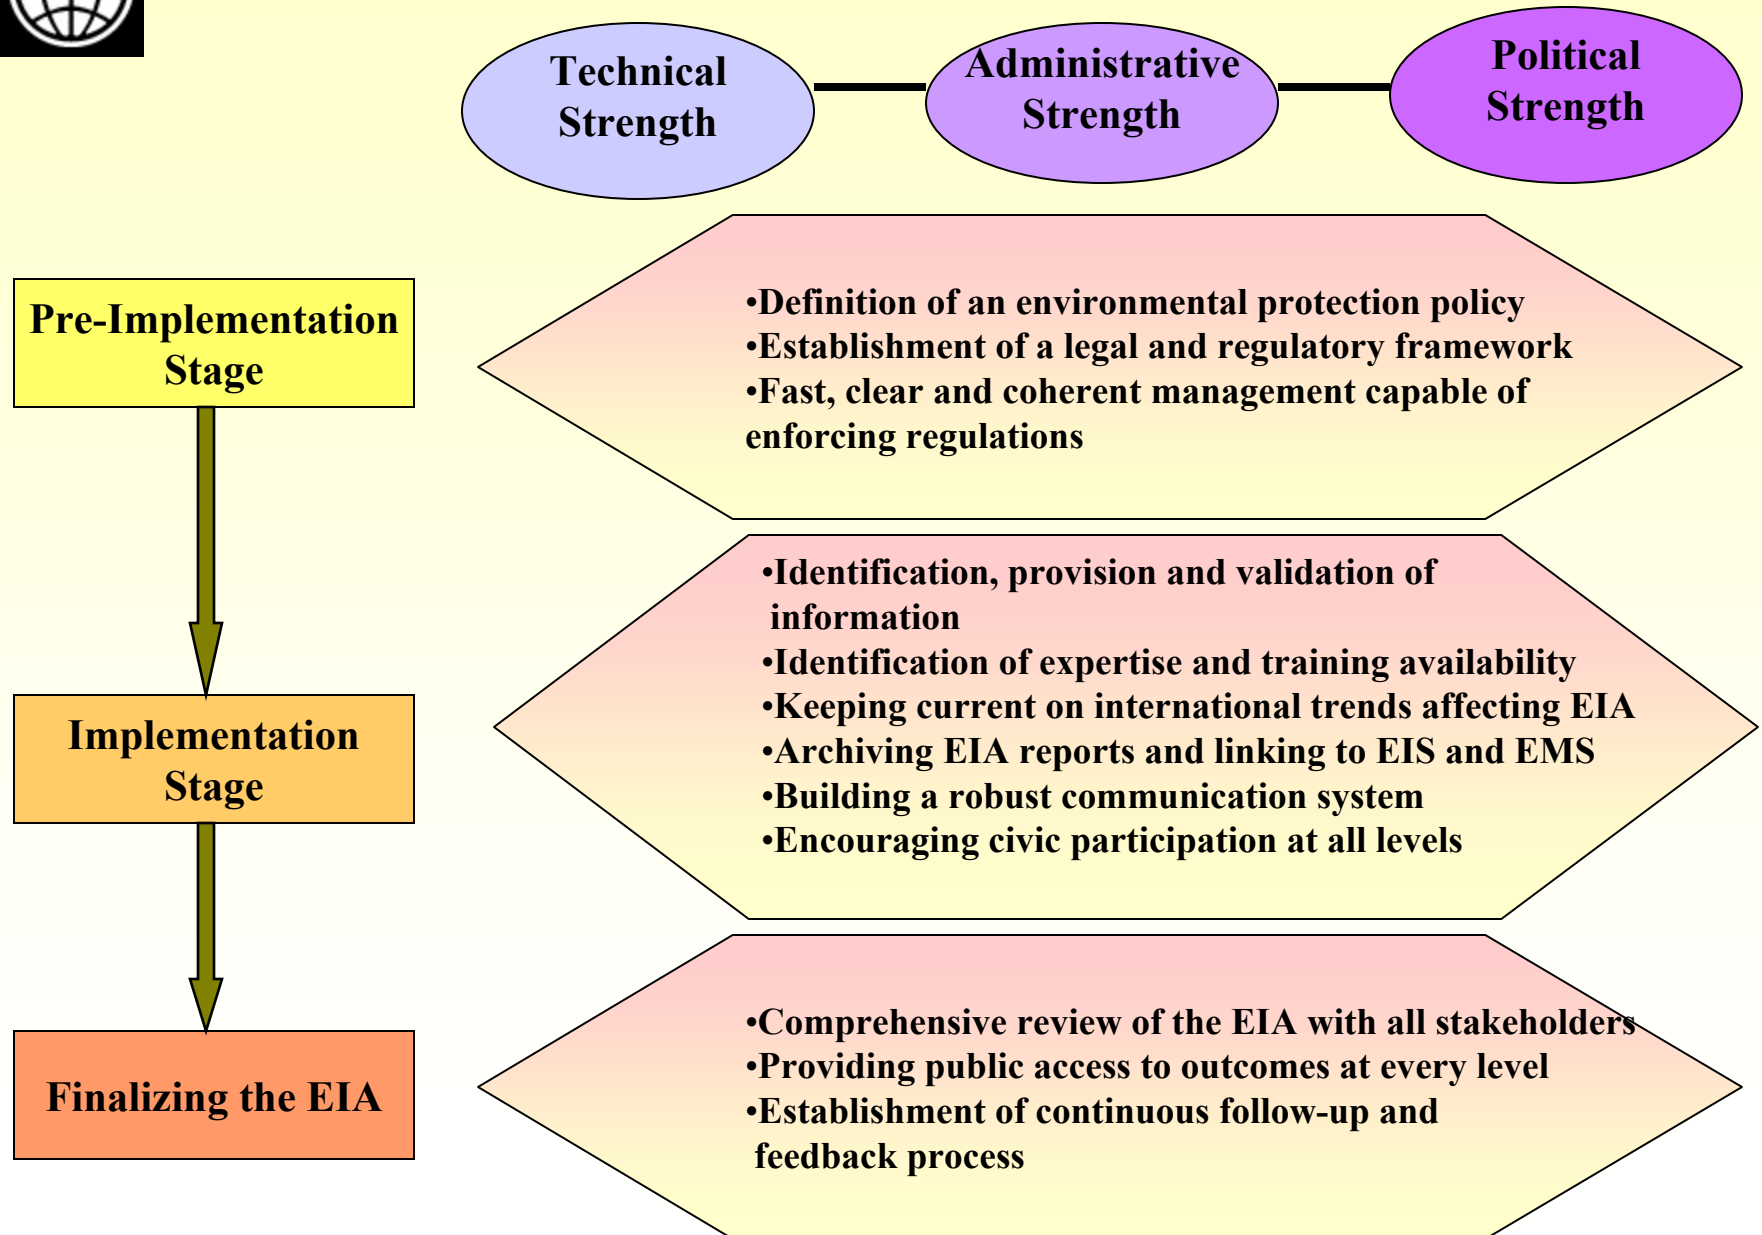 Technical
Strength
Administrative
Strength
Political
Strength
Pre-Implementation
Stage
•Definition of an environmental protection policy
•Establishment of a legal and regulatory framework
•Fast, clear and coherent management capable of
enforcing regulations
Implementation
Stage
•Identification, provision and validation of
information
•Identification of expertise and training availability
•Keeping current on international trends affecting EIA
•Archiving EIA reports and linking to EIS and EMS
•Building a robust communication system
•Encouraging civic participation at all levels
Finalizing the EIA
•Comprehensive review of the EIA with all stakeholders
•Providing public access to outcomes at every level
•Establishment of continuous follow-up and
feedback process